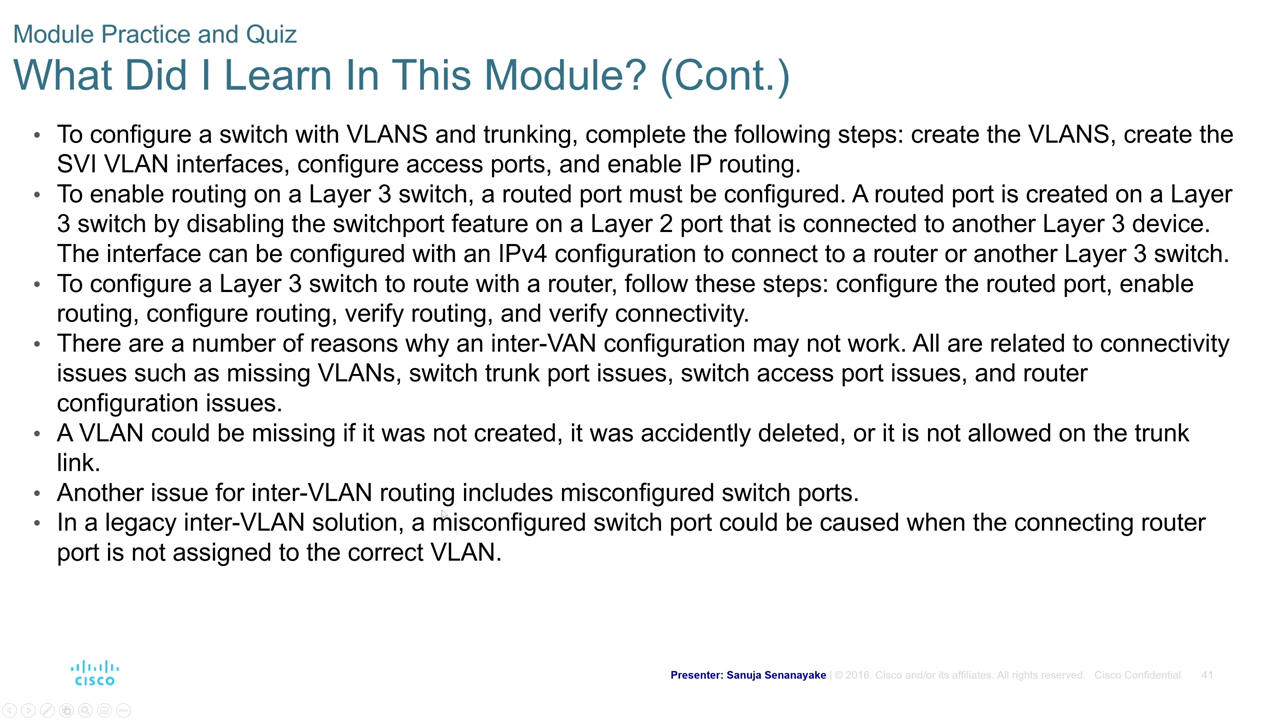 Module Practice and Quiz
What Did I Learn In This Module? (Cont.)
• To configure a switch with VLANS and trunking, complete the following steps: create the VLANS, create the
SVI VLAN interfaces, configure access ports, and enable IP routing.
• To enable routing on a Layer 3 switch, a routed port must be configured. A routed port is created on a Layer
3 switch by disabling the switchport feature on a Layer 2 port that is connected to another Layer 3 device.
The interface can be configured with an IPv4 configuration to connect to a router or another Layer 3 switch.
• To configure a Layer 3 switch to route with a router, follow these steps: configure the routed port, enable
routing, configure routing, verify routing, and verify connectivity.
• There are a number of reasons why an inter-VAN configuration may not work. All are related to connectivity
issues such as missing VLANs, switch trunk port issues, switch access port issues, and router
configuration issues.
• A VLAN could be missing if it was not created, it was accidently deleted, or it is not allowed on the trunk
link.
• Another issue for inter-VLAN routing includes misconfigured switch ports.
• In a legacy inter-VLAN solution, a misconfigured switch port could be caused when the connecting router
port is not assigned to the correct VLAN.
CISCO
Presenter: Sanuja Senanayake | © 2016 Cisco and/or its affiliates. All rights reserved. Cisco Confidential 41